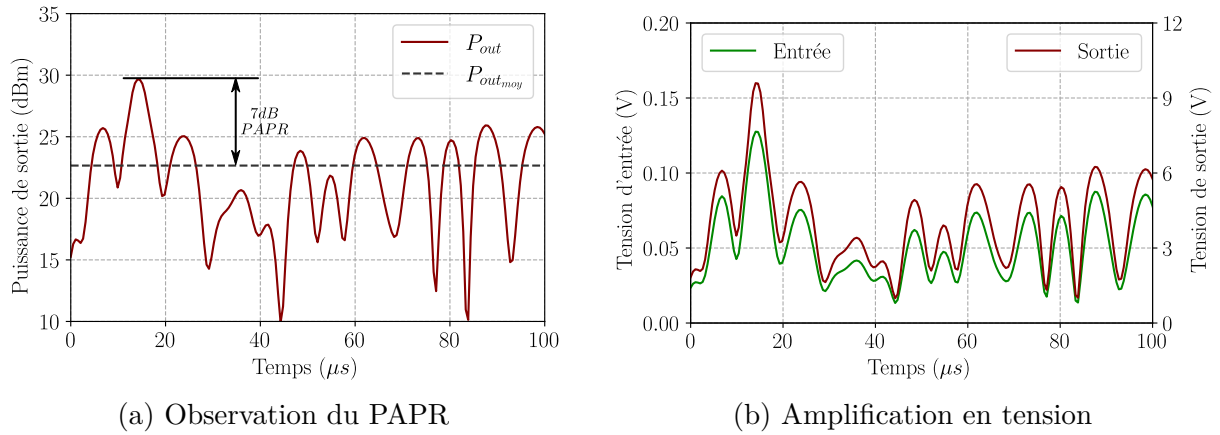 35
30
25
20
15
10
0
20
40
60
80
100
Puissance de sortie (dBm)
Temps (μs)
P_out
P_out_moy
7dB
PAPR
(a) Observation du PAPR
0.20
0.15
0.10
0.05
0.00
12
9
6
3
0
0
20
40
60
80
100
Tension d'entrée (V)
Tension de sortie (V)
Temps (μs)
Entrée
Sortie
(b) Amplification en tension